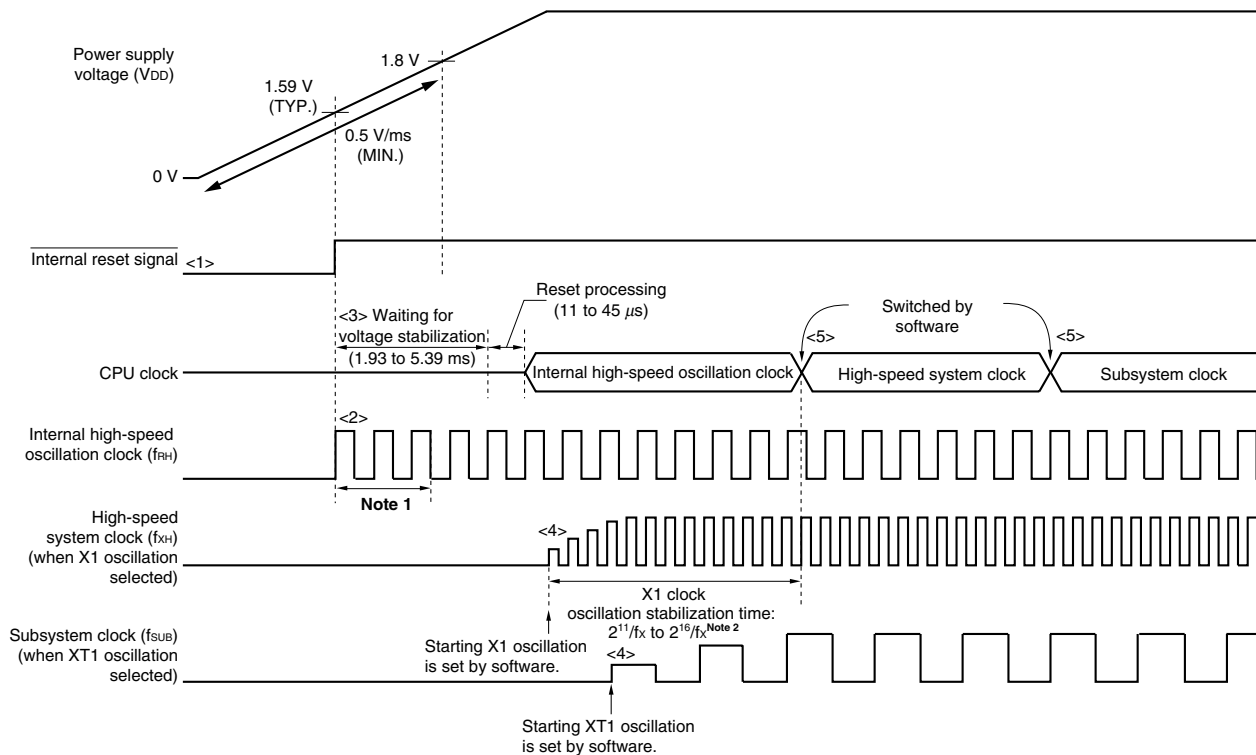 Power supply
voltage (VDD)
1.8 V
1.59 V
(TYP.)
0.5 V/ms
(MIN.)
0 V
Internal reset signal
<1>
Reset processing
(11 to 45 μs)
<3> Waiting for
voltage stabilization
(1.93 to 5.39 ms)
Switched by
software
<5>
<5>
CPU clock
Internal high-speed oscillation clock
High-speed system clock
Subsystem clock
<2>
Internal high-speed
oscillation clock (fRH)
Note 1
High-speed
system clock (fXH)
(when X1 oscillation
selected)
<4>
X1 clock
oscillation stabilization time:
2^11/fX to 2^16/fX^Note 2
Starting X1 oscillation
is set by software.
Subsystem clock (fSUB)
(when XT1 oscillation
selected)
<4>
Starting XT1 oscillation
is set by software.